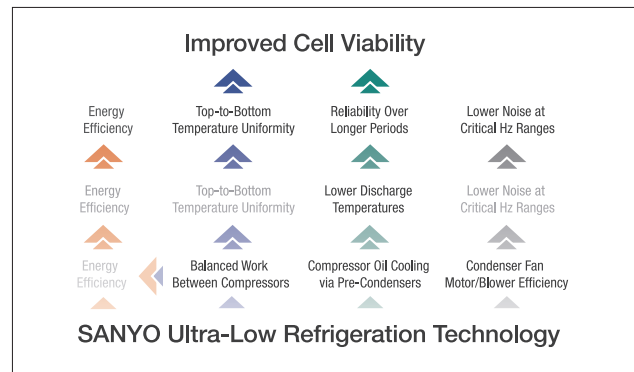 Improved Cell Viability
Energy
Efficiency
Top-to-Bottom
Temperature Uniformity
Reliability Over
Longer Periods
Lower Noise at
Critical Hz Ranges
Energy
Efficiency
Top-to-Bottom
Temperature Uniformity
Lower Discharge
Temperatures
Lower Noise at
Critical Hz Ranges
Energy
Efficiency
Balanced Work
Between Compressors
Compressor Oil Cooling
via Pre-Condensers
Condenser Fan
Motor/Blower Efficiency
SANYO Ultra-Low Refrigeration Technology